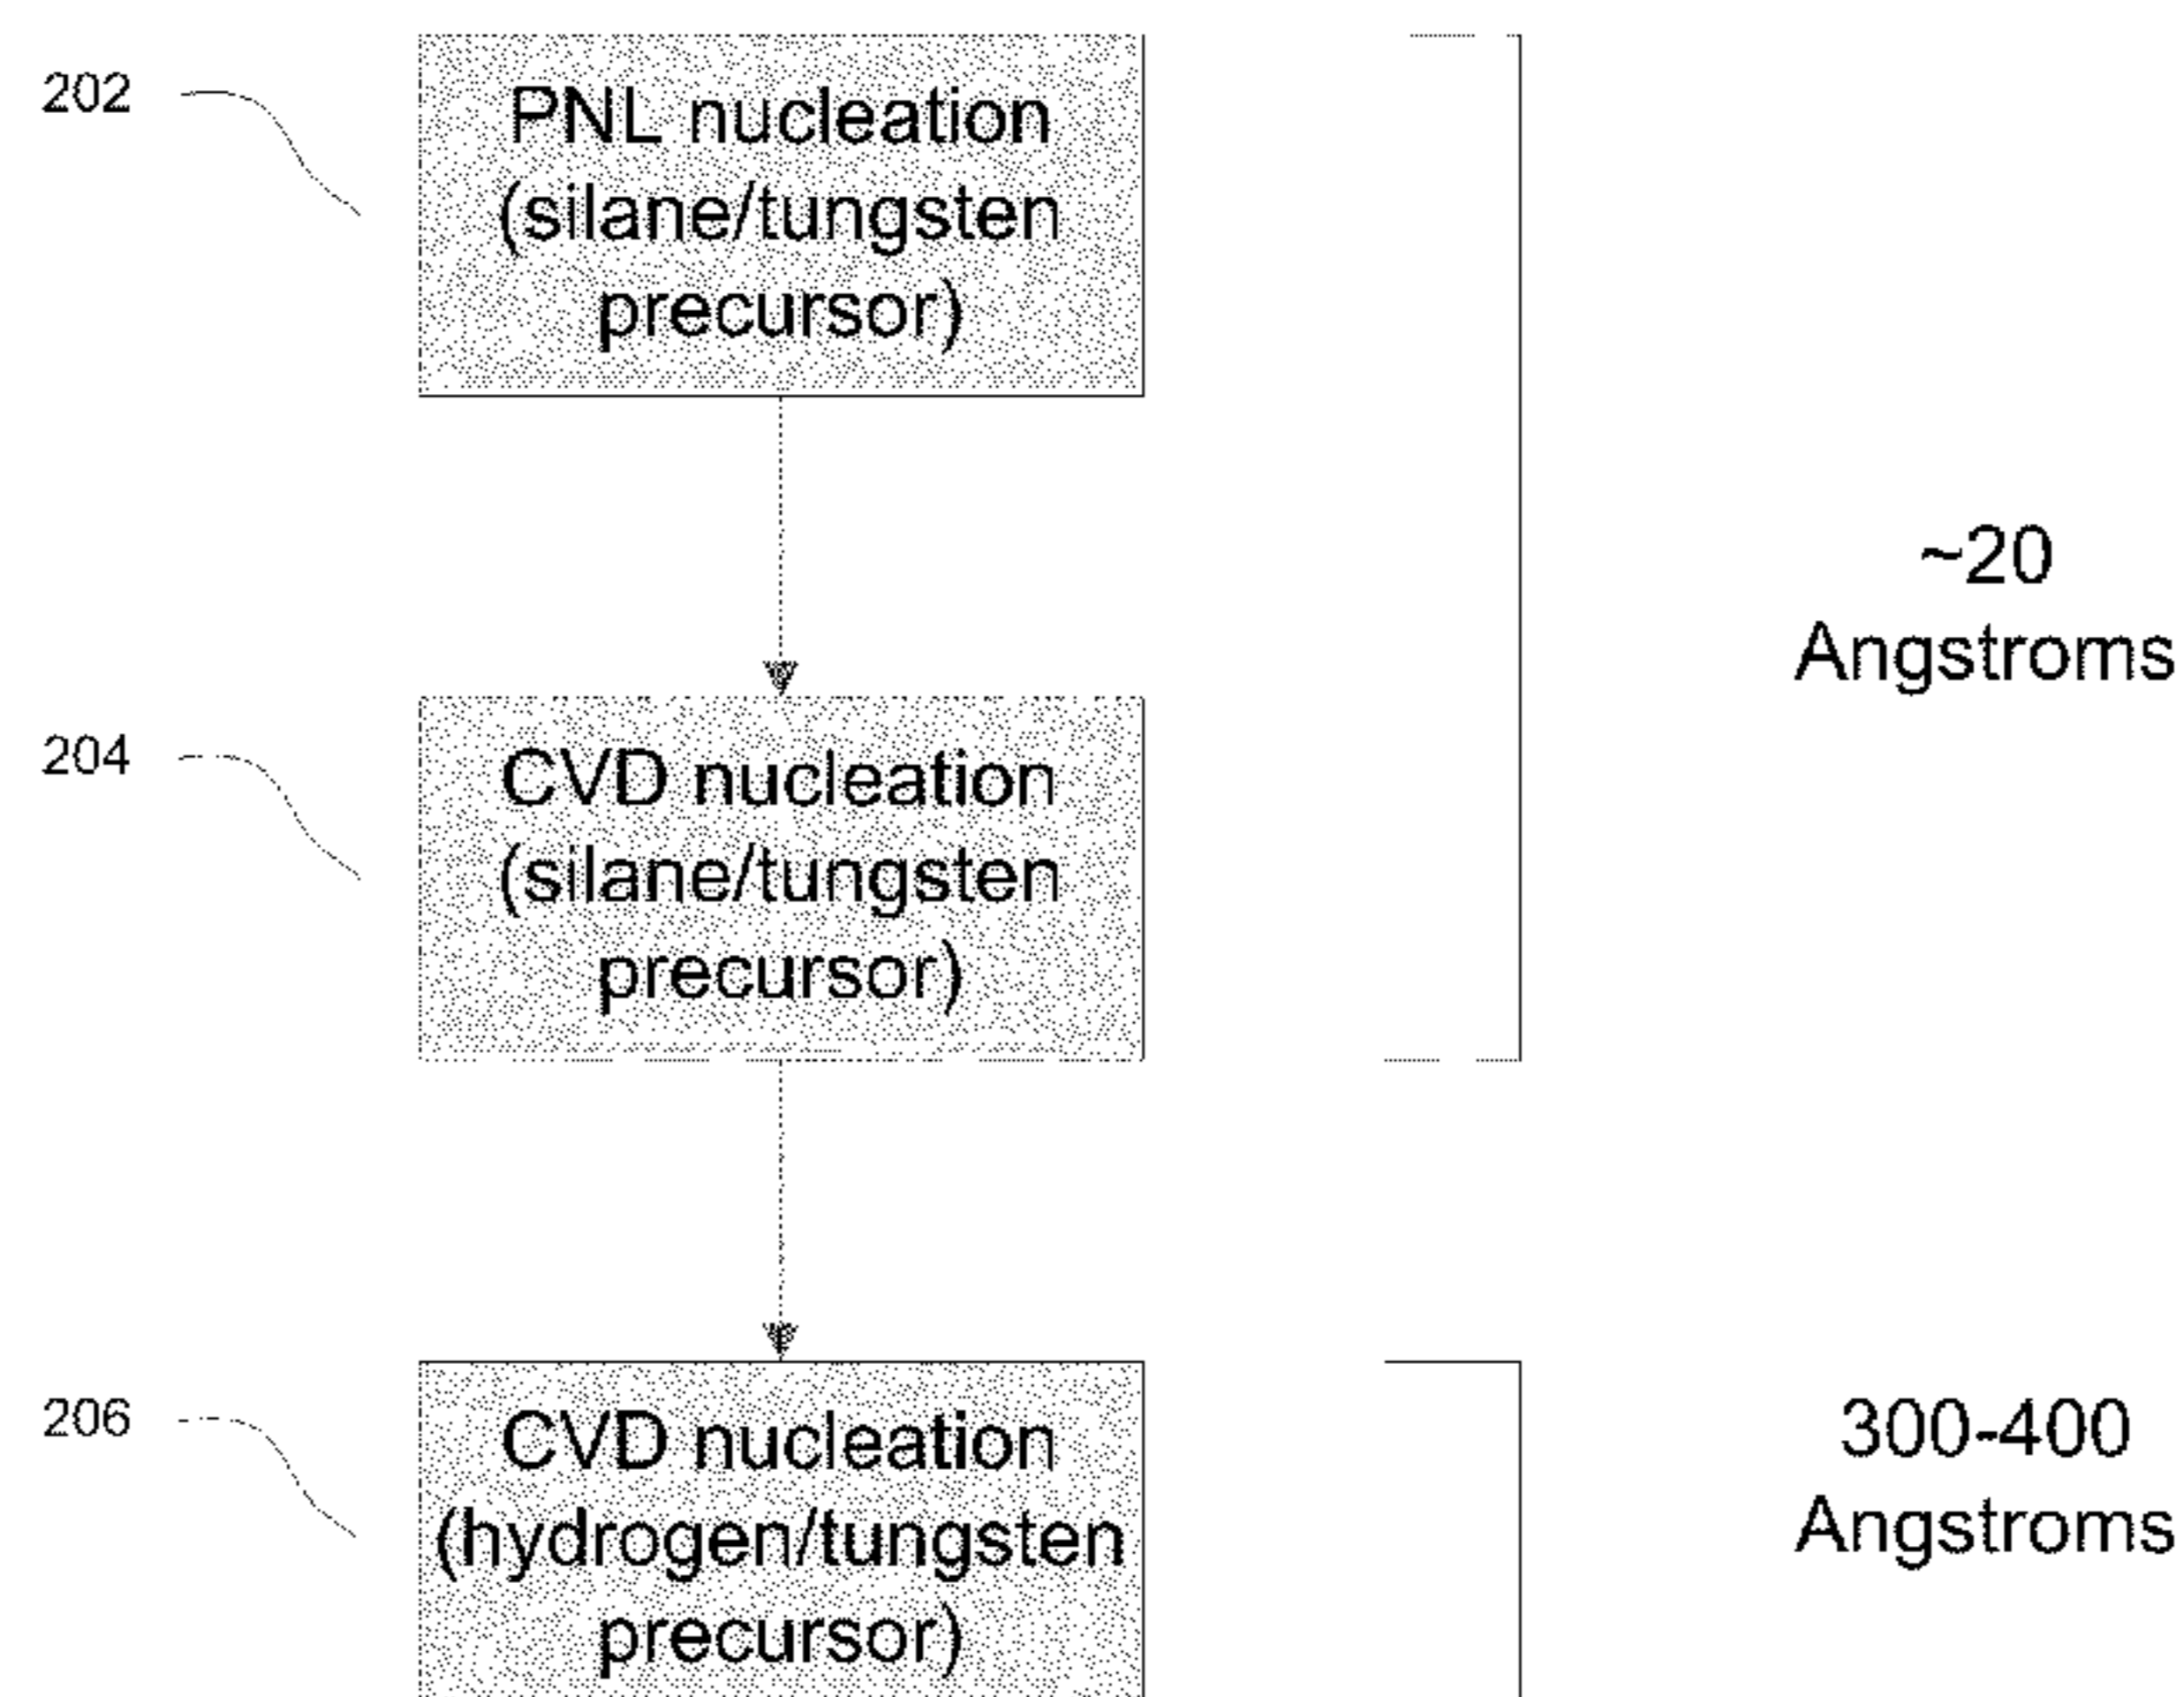 202
PNL nucleation
(silane/tungsten
precursor)
~20
Angstroms
204
CVD nucleation
(silane/tungsten
precursor)
206
CVD nucleation
(hydrogen/tungsten
precursor)
300-400
Angstroms